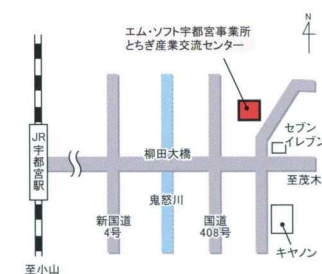 エム・ソフト宇都宮事業所
とちぎ産業交流センター
N
セブン
イレブン
JR宇都宮駅
柳田大橋
至茂木
鬼怒川
新国道
4号
国道
408号
キヤノン
至小山